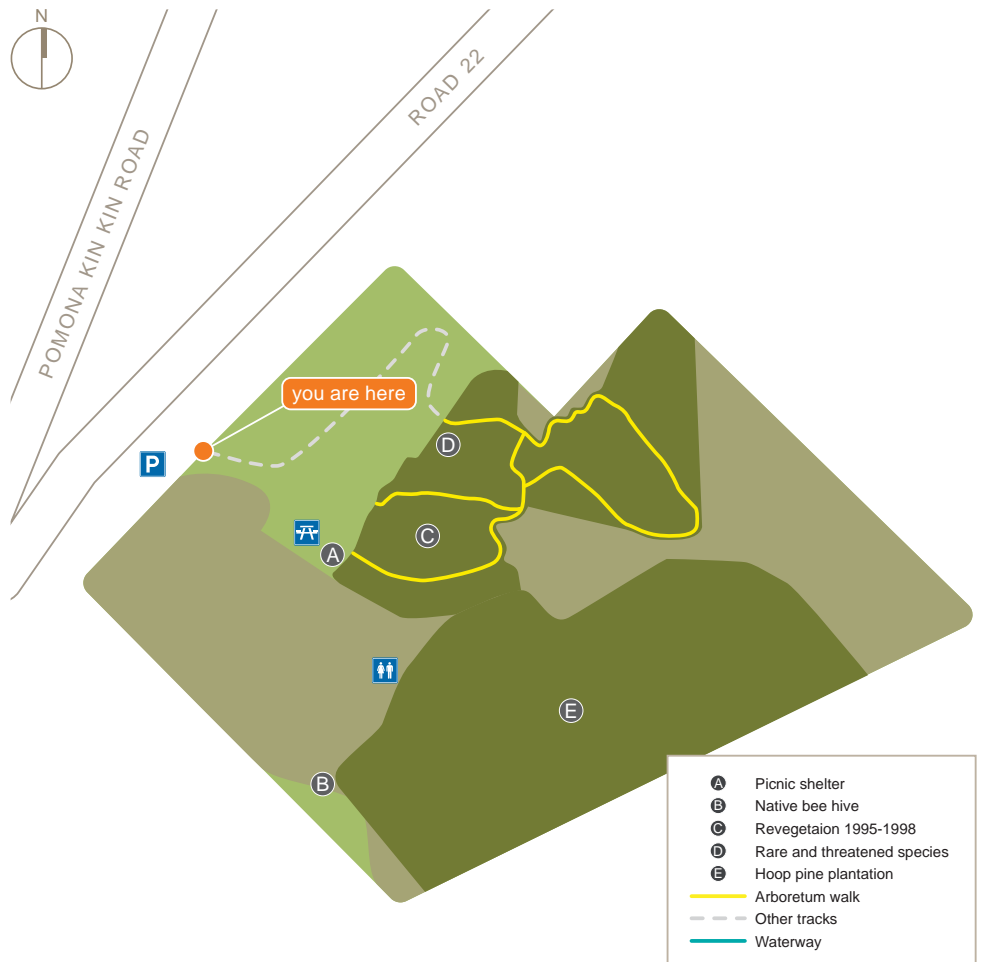 N
ROAD 22
POMONA KIN KIN ROAD
you are here
P
D
C
A
E
B
A Picnic shelter
B Native bee hive
C Revegetaion 1995-1998
D Rare and threatened species
E Hoop pine plantation
Arboretum walk
Other tracks
Waterway